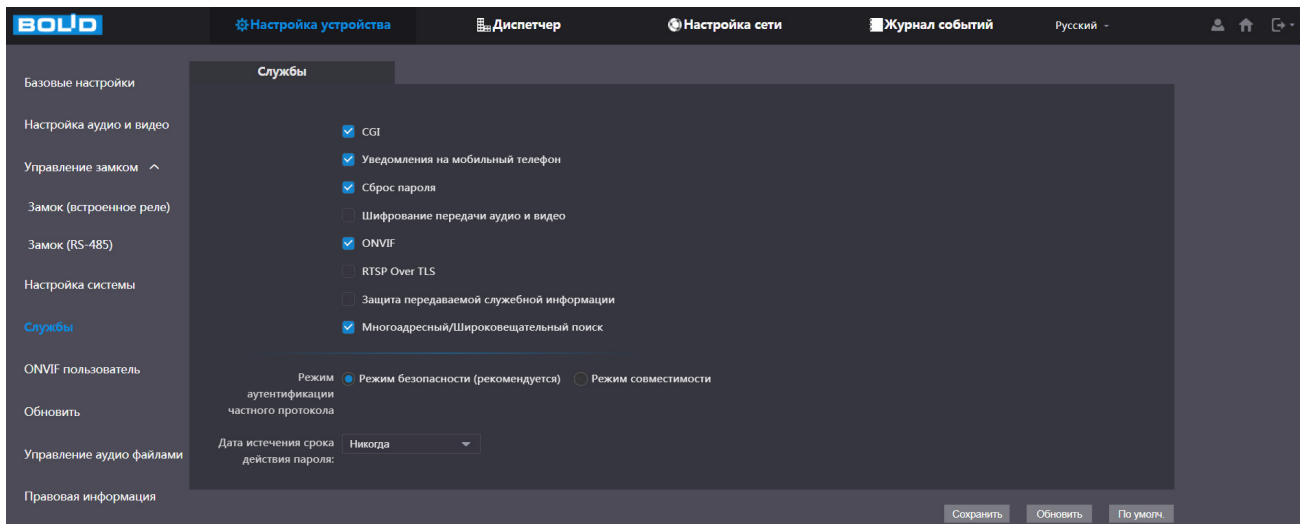 BOLID
Настройка устройства
Диспетчер
Настройка сети
Журнал событий
Русский
Базовые настройки
Настройка аудио и видео
Управление замком
Замок (встроенное реле)
Замок (RS-485)
Настройка системы
Службы
ONVIF пользователь
Обновить
Управление аудио файлами
Правовая информация
Службы
CGI
Уведомления на мобильный телефон
Сброс пароля
Шифрование передачи аудио и видео
ONVIF
RTSP Over TLS
Защита передаваемой служебной информации
Многоадресный/Широковещательный поиск
Режим
аутентификации
частного протокола
Режим безопасности (рекомендуется)
Режим совместимости
Дата истечения срока
действия пароля:
Никогда
Сохранить
Обновить
По умолч.